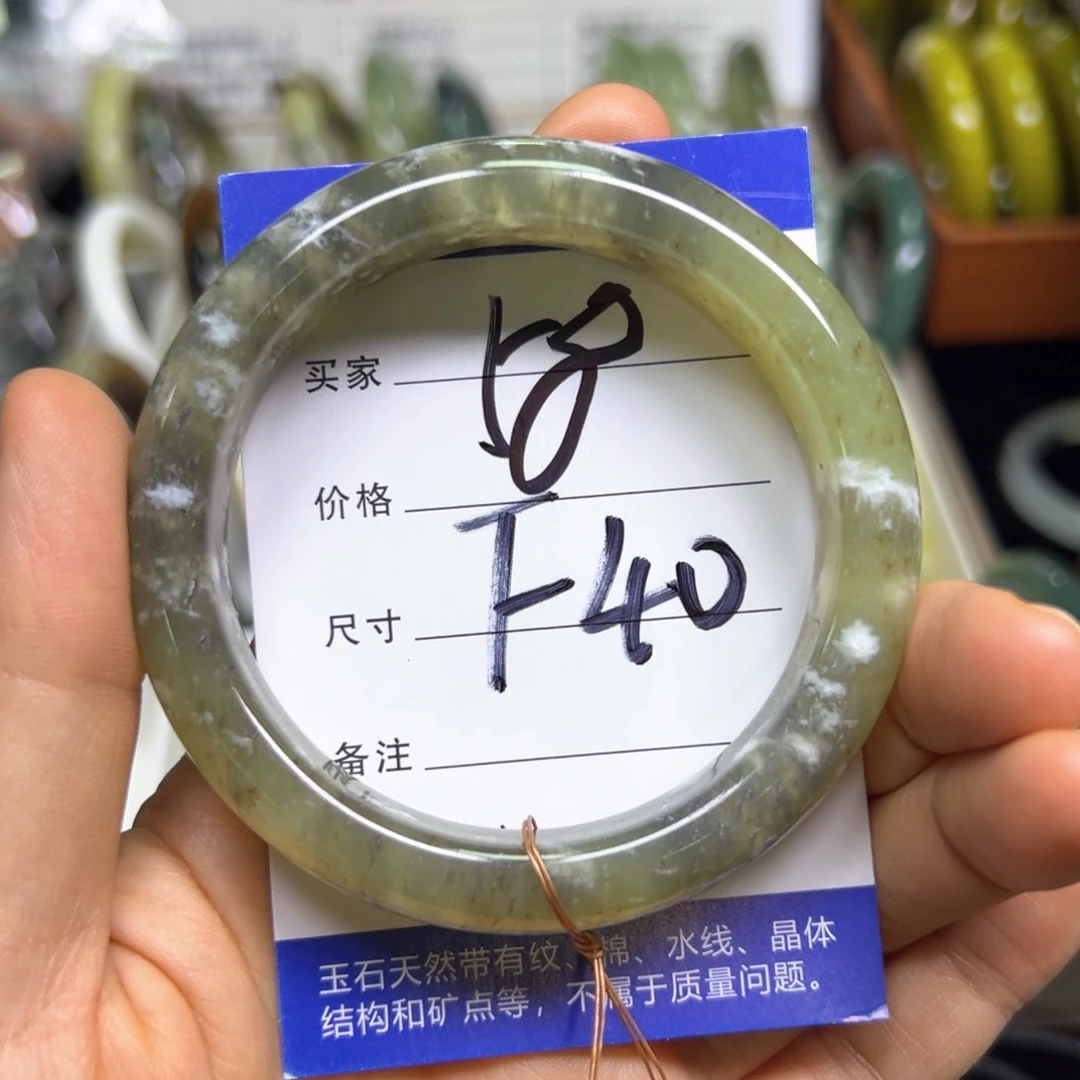 买家
58
价格
F40
尺寸
备注
玉石天然带有纹、棉、水线、晶体
结构和矿点等，不属于质量问题。